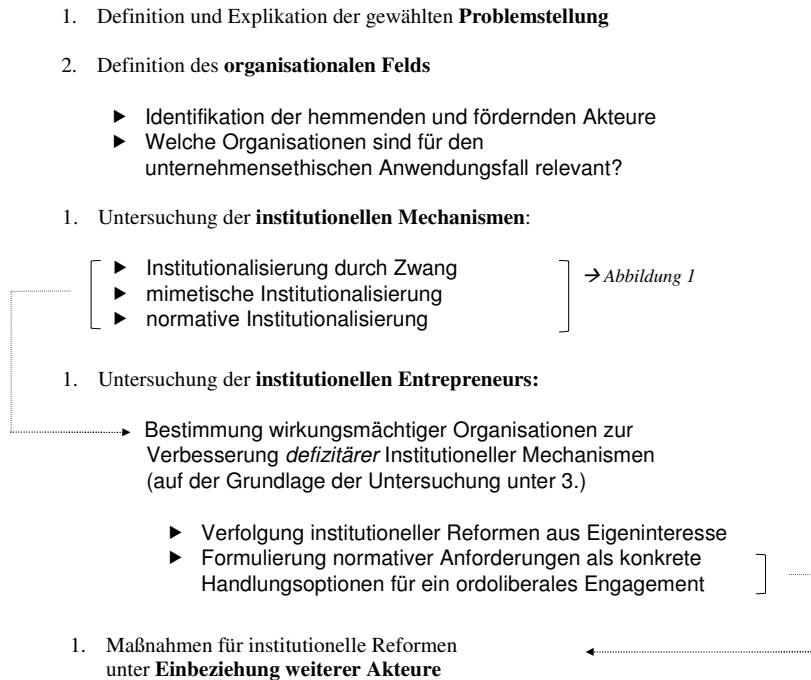 1. Definition und Explikation der gewählten Problemstellung
2. Definition des organisationalen Felds
► Identifikation der hemmenden und fördernden Akteure
► Welche Organisationen sind für den
unternehmensethischen Anwendungsfall relevant?
1. Untersuchung der institutionellen Mechanismen:
► Institutionalisierung durch Zwang
► mimetische Institutionalisierung
► normative Institutionalisierung
→ Abbildung 1
1. Untersuchung der institutionellen Entrepreneurs:
Bestimmung wirkungsmächtiger Organisationen zur
Verbesserung defizitärer Institutioneller Mechanismen
(auf der Grundlage der Untersuchung unter 3.)
► Verfolgung institutioneller Reformen aus Eigeninteresse
► Formulierung normativer Anforderungen als konkrete
Handlungsoptionen für ein ordoliberales Engagement
1. Maßnahmen für institutionelle Reformen
unter Einbeziehung weiterer Akteure